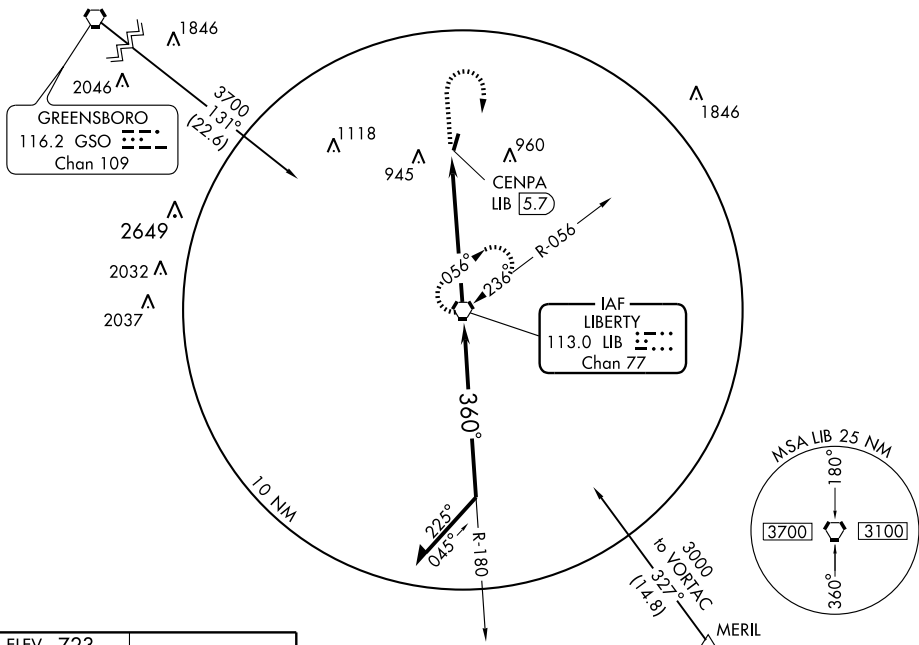 1846
2046
GREENSBORO
116.2 GSO
Chan 109
3700
131°
(22.6)
1846
1118
945
960
CENPA
LIB 5.7
2649
2032
2037
056°
236°
R-056
IAF
LIBERTY
113.0 LIB
Chan 77
360°
10 NM
225°
045°
R-180
3000
to VORTAC
327°
(14.8)
MERIL
MSA LIB 25 NM
180°
3700
3100
360°
ELEV 723